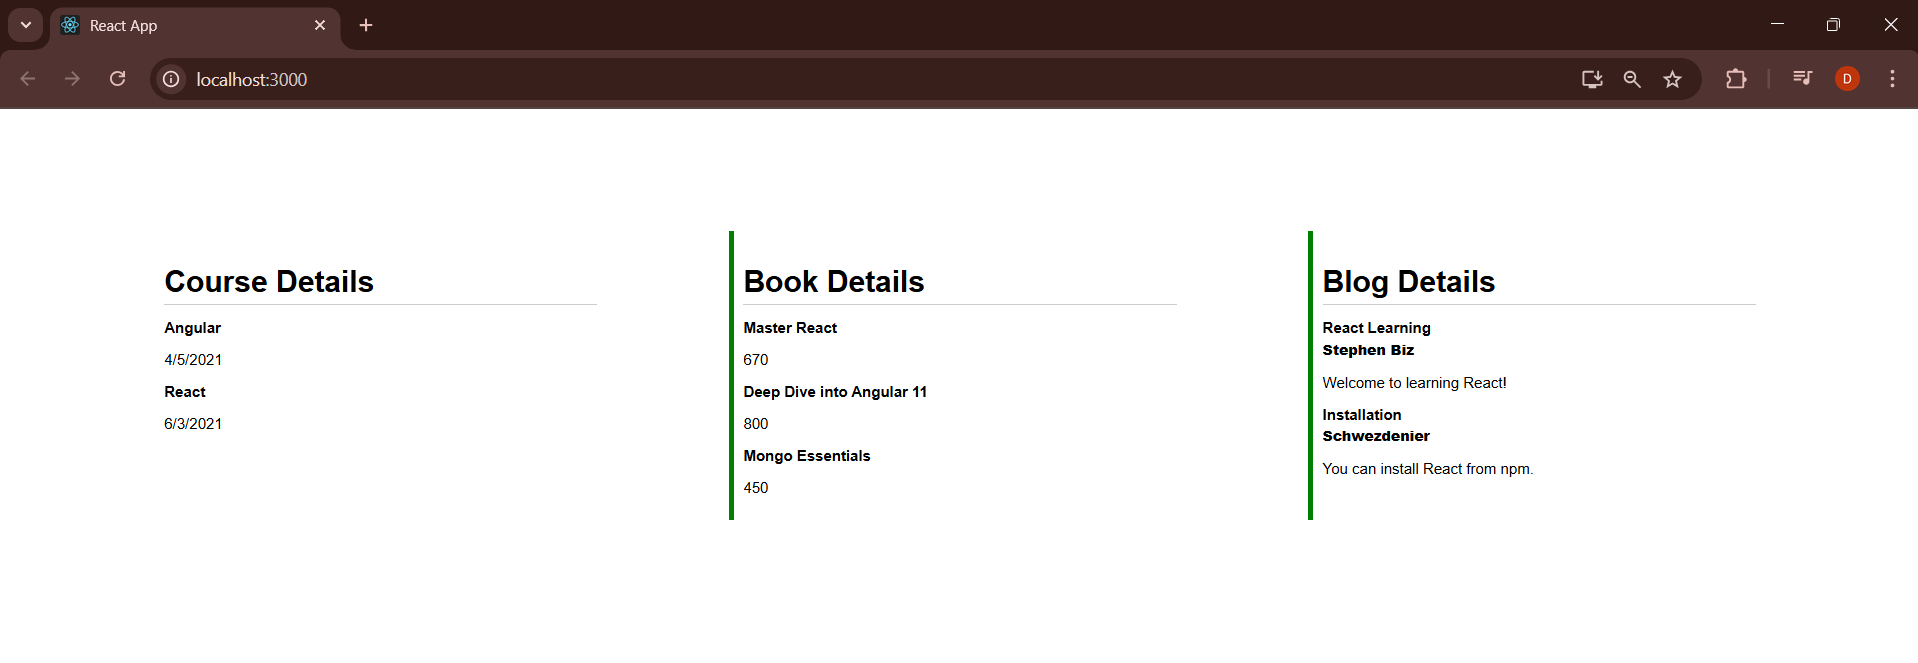 React App
localhost:3000
D
Course Details
Angular
4/5/2021
React
6/3/2021
Book Details
Master React
670
Deep Dive into Angular 11
800
Mongo Essentials
450
Blog Details
React Learning
Stephen Biz
Welcome to learning React!
Installation
Schwezdenier
You can install React from npm.